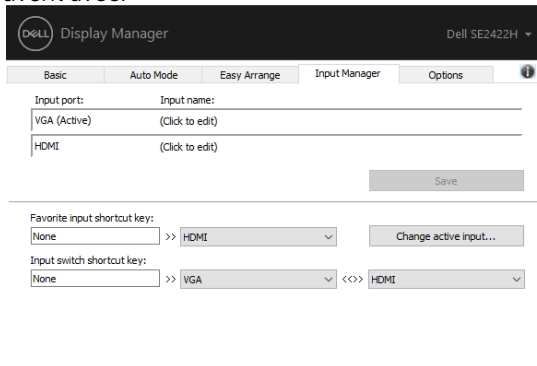 DELL Display Manager Dell SE2422H
Basic Auto Mode Easy Arrange Input Manager Options
Input port: Input name:
VGA (Active) (Click to edit)
HDMI (Click to edit)
Save
Favorite input shortcut key:
None >> HDMI Change active input...
Input switch shortcut key:
None >> VGA <<>> HDMI